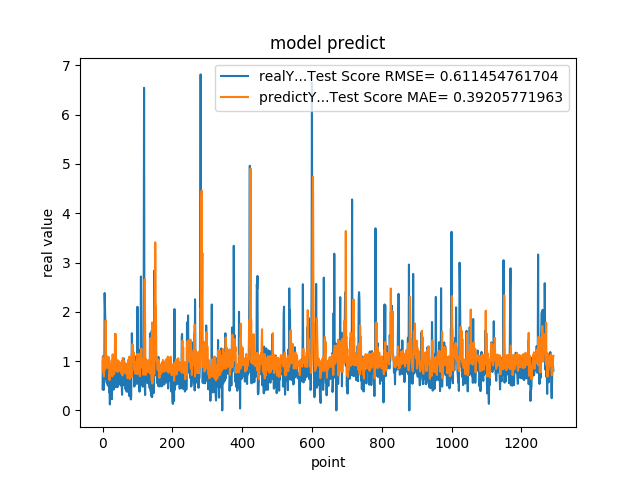 model predict
realY...Test Score RMSE= 0.611454761704
predictY...Test Score MAE= 0.39205771963
real value
7
6
5
4
3
2
1
0
0 200 400 600 800 1000 1200
point